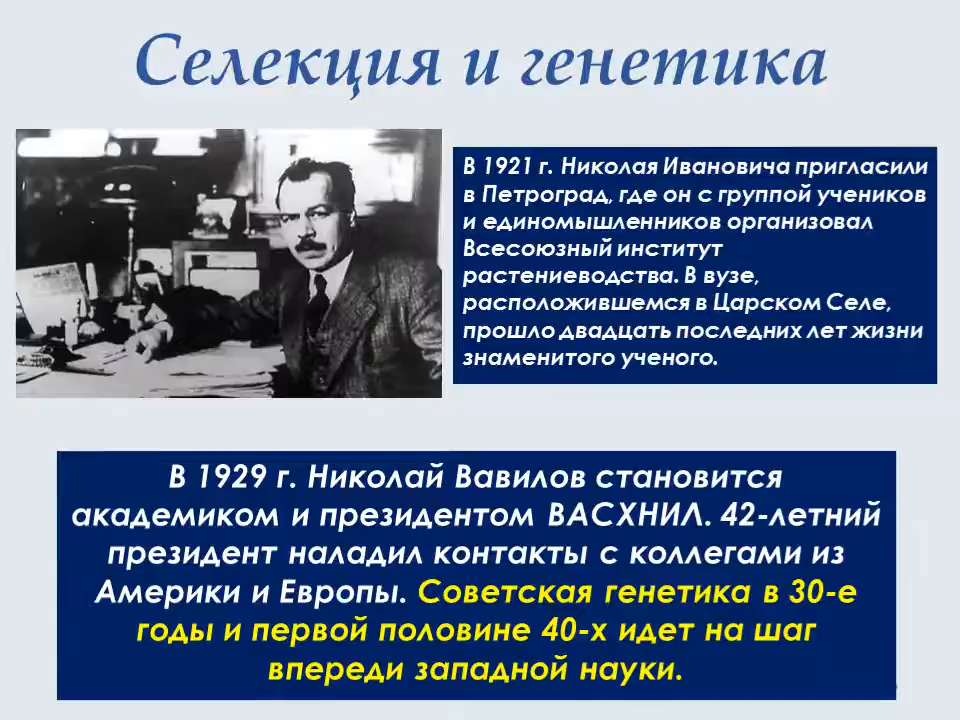 Селекция и генетика
В 1921 г. Николая Ивановича пригласили
в Петроград, где он с группой учеников
и единомышленников организовал
Всесоюзный институт
растениеводства. В вузе,
расположившемся в Царском Селе,
прошло двадцать последних лет жизни
знаменитого ученого.
В 1929 г. Николай Вавилов становится
академиком и президентом ВАСХНИЛ. 42-летний
президент наладил контакты с коллегами из
Америки и Европы. Советская генетика в 30-е
годы и первой половине 40-х идет на шаг
впереди западной науки.